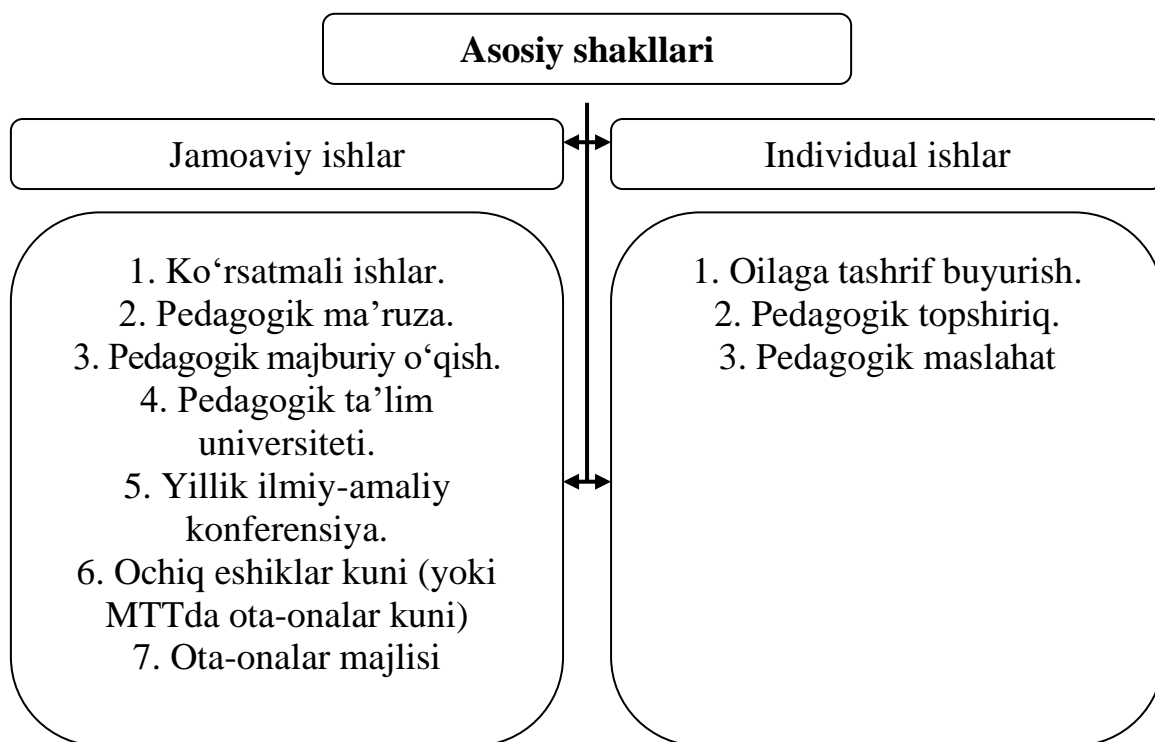 Asosiy shakllari
Jamoaviy ishlar
Individual ishlar
1. Ko‘rsatmali ishlar.
2. Pedagogik ma’ruza.
3. Pedagogik majburiy o‘qish.
4. Pedagogik ta’lim
universiteti.
5. Yillik ilmiy-amaliy
konferensiya.
6. Ochiq eshiklar kuni (yoki
MTTda ota-onalar kuni)
7. Ota-onalar majlisi
1. Oilaga tashrif buyurish.
2. Pedagogik topshiriq.
3. Pedagogik maslahat